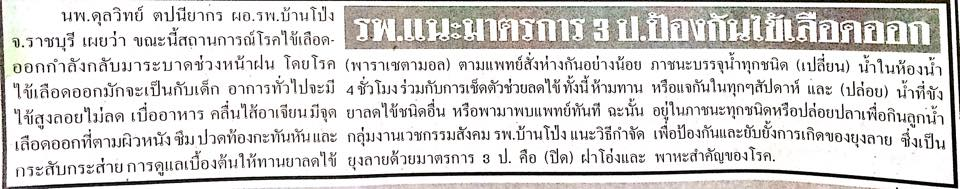 รพ.แนะมาตรการ 3 ป.ป้องกันไข้เลือดออก
นพ.ดุลวิทย์ ตปนียากร ผอ.รพ.บ้านโป่ง
จ.ราชบุรี เผยว่า ขณะนี้สถานการณ์โรคไข้เลือด-
ออกกำลังกลับมาระบาดช่วงหน้าฝน โดยโรค
ไข้เลือดออกมักจะเป็นกับเด็ก อาการทั่วไปจะมี
ไข้สูงลอยไม่ลด เบื่ออาหาร คลื่นไส้อาเจียน มีจุด
เลือดออกที่ตามผิวหนัง ซึม ปวดท้องกะทันหัน และ
กระสับกระส่าย การดูแลเบื้องต้นให้ทานยาลดไข้
(พาราเซตามอล) ตามแพทย์สั่งห่างกันอย่างน้อย
4 ชั่วโมง ร่วมกับการเช็ดตัวช่วยลดไข้ ทั้งนี้ ห้ามทาน
ยาลดไข้ชนิดอื่น หรือพามาพบแพทย์ทันที ฉะนั้น
กลุ่มงานเวชกรรมสังคม รพ.บ้านโป่ง แนะวิธีกำจัด
ยุงลายด้วยมาตรการ 3 ป. คือ (ปิด) ฝาโอ่งและ
ภาชนะบรรจุน้ำทุกชนิด (เปลี่ยน) น้ำในห้องน้ำ
หรือแจกันในทุกๆสัปดาห์ และ (ปล่อย) น้ำที่ขัง
อยู่ในภาชนะทุกชนิดหรือปล่อยปลาเพื่อกินลูกน้ำ
เพื่อป้องกันและยับยั้งการเกิดของยุงลาย ซึ่งเป็น
พาหะสำคัญของโรค.